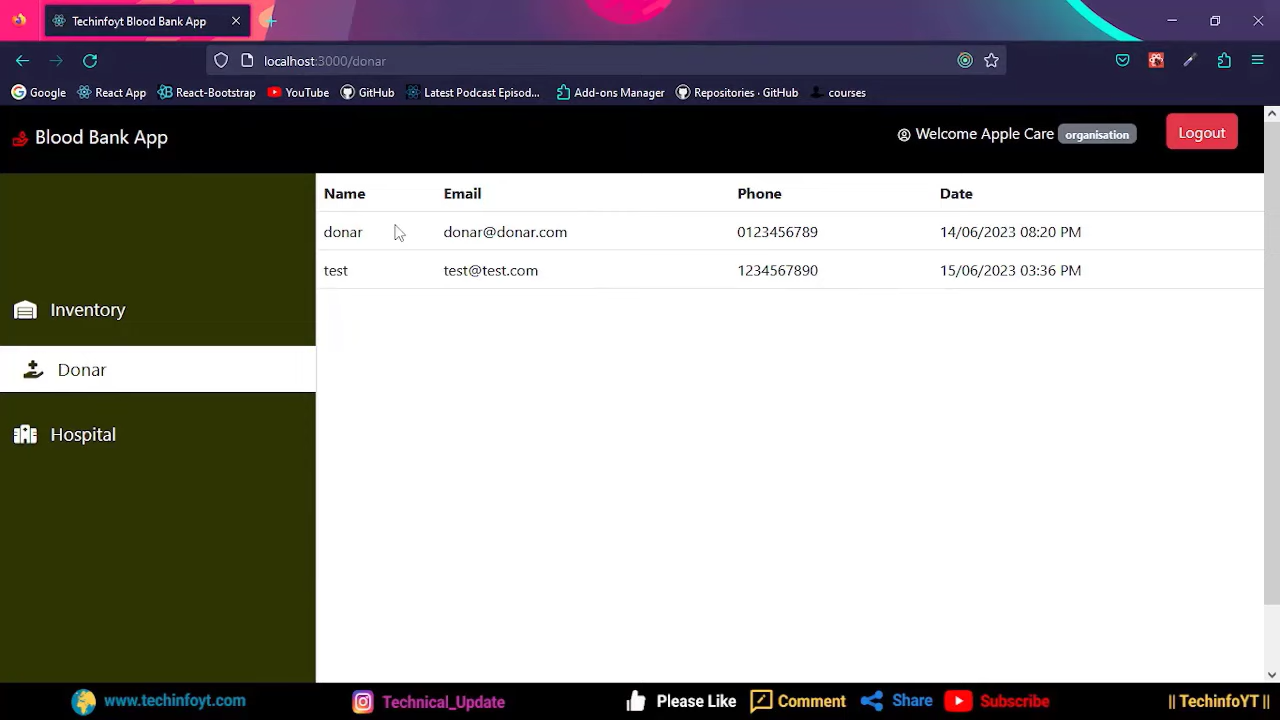 Techinfoyt Blood Bank App
localhost:3000/donar
Google React App React-Bootstrap YouTube GitHub Latest Podcast Episod... Add-ons Manager Repositories · GitHub courses
Blood Bank App
Welcome Apple Care organisation Logout
Name Email Phone Date
donar donar@donar.com 0123456789 14/06/2023 08:20 PM
test test@test.com 1234567890 15/06/2023 03:36 PM
Inventory
Donar
Hospital
www.techinfoyt.com Technical_Update Please Like Comment Share Subscribe || TechinfoYT ||